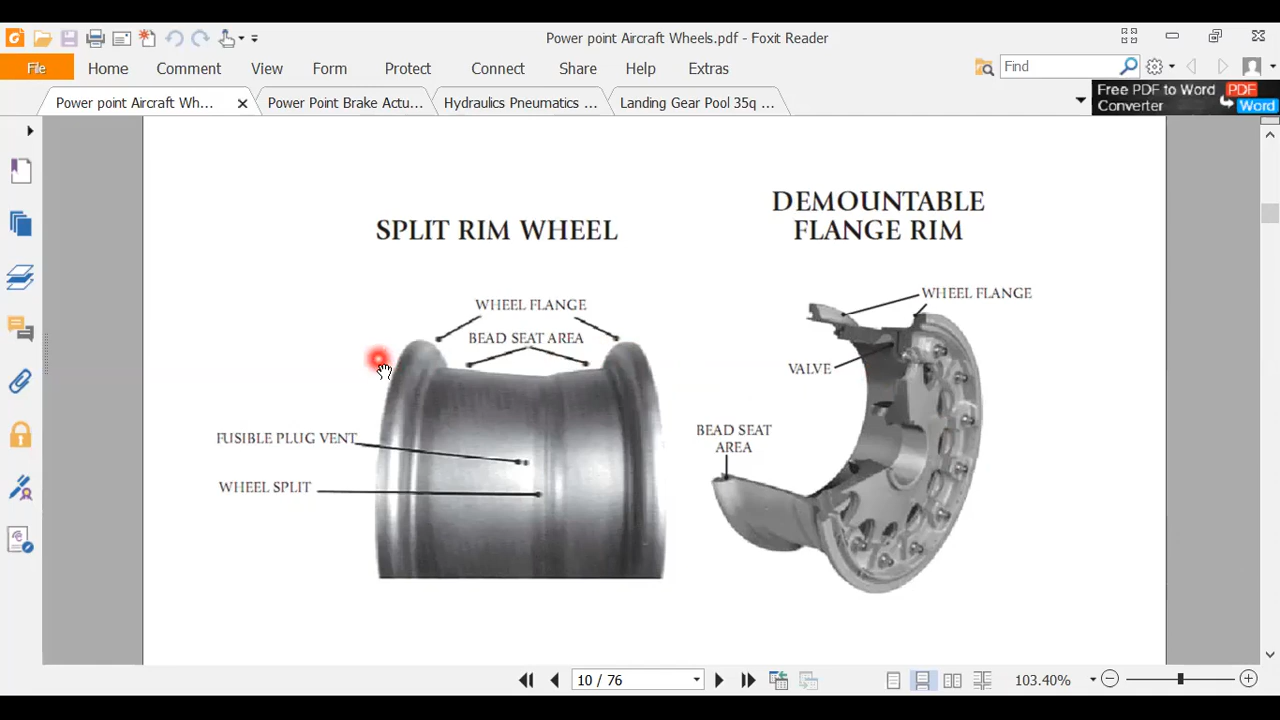 Power point Aircraft Wheels.pdf - Foxit Reader
File Home Comment View Form Protect Connect Share Help Extras Find
Power point Aircraft Wh... Power Point Brake Actu... Hydraulics Pneumatics ... Landing Gear Pool 35q ...
Free PDF to Word PDF
Converter Word
SPLIT RIM WHEEL
DEMOUNTABLE
FLANGE RIM
WHEEL FLANGE
BEAD SEAT AREA
FUSIBLE PLUG VENT
WHEEL SPLIT
WHEEL FLANGE
VALVE
BEAD SEAT
AREA
10 / 76
103.40%